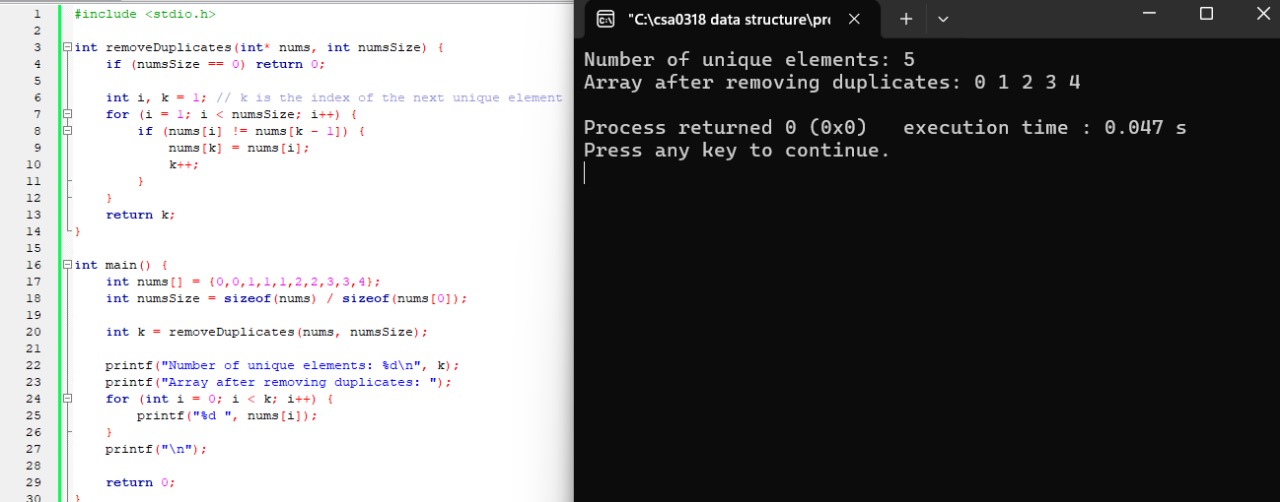 1 #include <stdio.h>
2
3 int removeDuplicates(int* nums, int numsSize) {
4     if (numsSize == 0) return 0;
5
6     int i, k = 1; // k is the index of the next unique element
7     for (i = 1; i < numsSize; i++) {
8         if (nums[i] != nums[k - 1]) {
9             nums[k] = nums[i];
10             k++;
11         }
12     }
13     return k;
14 }
15
16 int main() {
17     int nums[] = {0,0,1,1,1,2,2,3,3,4};
18     int numsSize = sizeof(nums) / sizeof(nums[0]);
19
20     int k = removeDuplicates(nums, numsSize);
21
22     printf("Number of unique elements: %d\n", k);
23     printf("Array after removing duplicates: ");
24     for (int i = 0; i < k; i++) {
25         printf("%d ", nums[i]);
26     }
27     printf("\n");
28
29     return 0;
30 }
"C:\csa0318 data structure\pro
Number of unique elements: 5
Array after removing duplicates: 0 1 2 3 4
Process returned 0 (0x0)   execution time : 0.047 s
Press any key to continue.